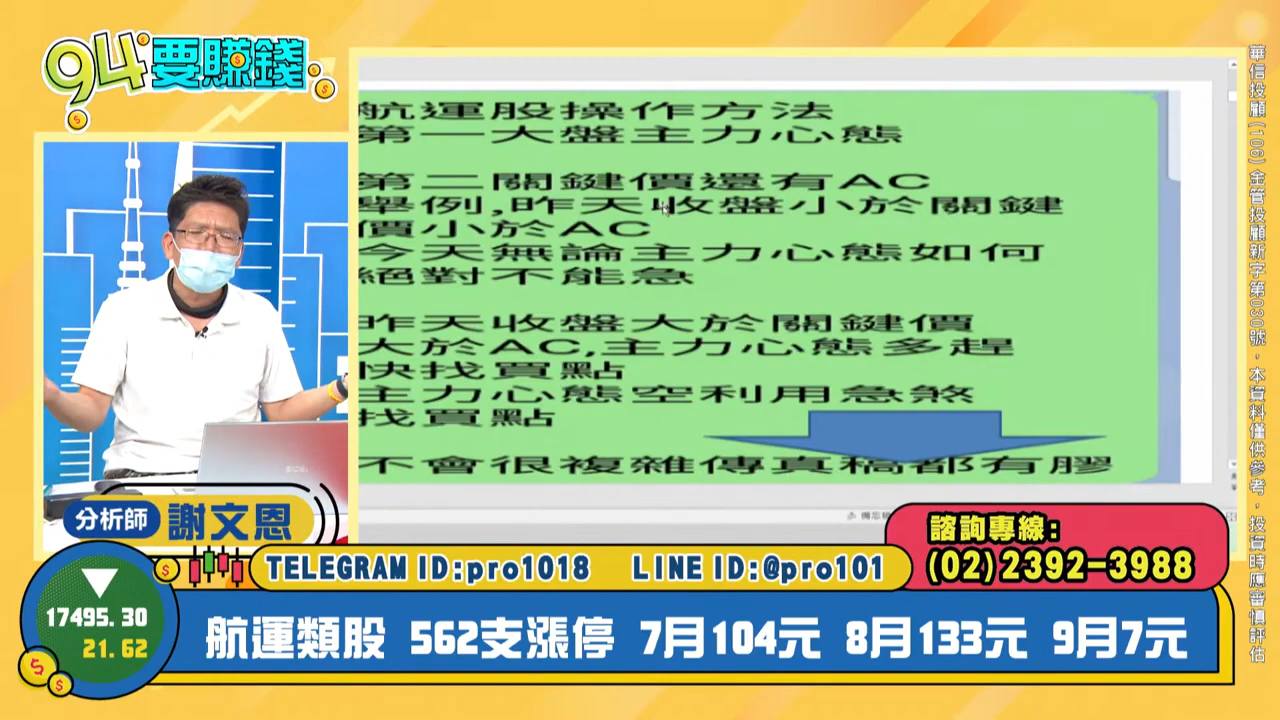 94要賺錢
航運股操作方法
第一大盤主力心態
第二關鍵價還有AC
舉例,昨天收盤小於關鍵
價小於AC
今天無論主力心態如何
絕對不能急
昨天收盤大於關鍵價
大於AC,主力心態多趕
快找買點
主力心態空利用急煞
找買點
不會很複雜傳真稿都有膠
華信投顧(106)金管投顧新字第030號,本資料僅供參考,投資時應審慎評估
分析師 謝文恩
諮詢專線:
(02)2392-3988
TELEGRAM ID:pro1018 LINE ID:@pro101
17495.30
21.62
航運類股 562支漲停 7月104元 8月133元 9月7元